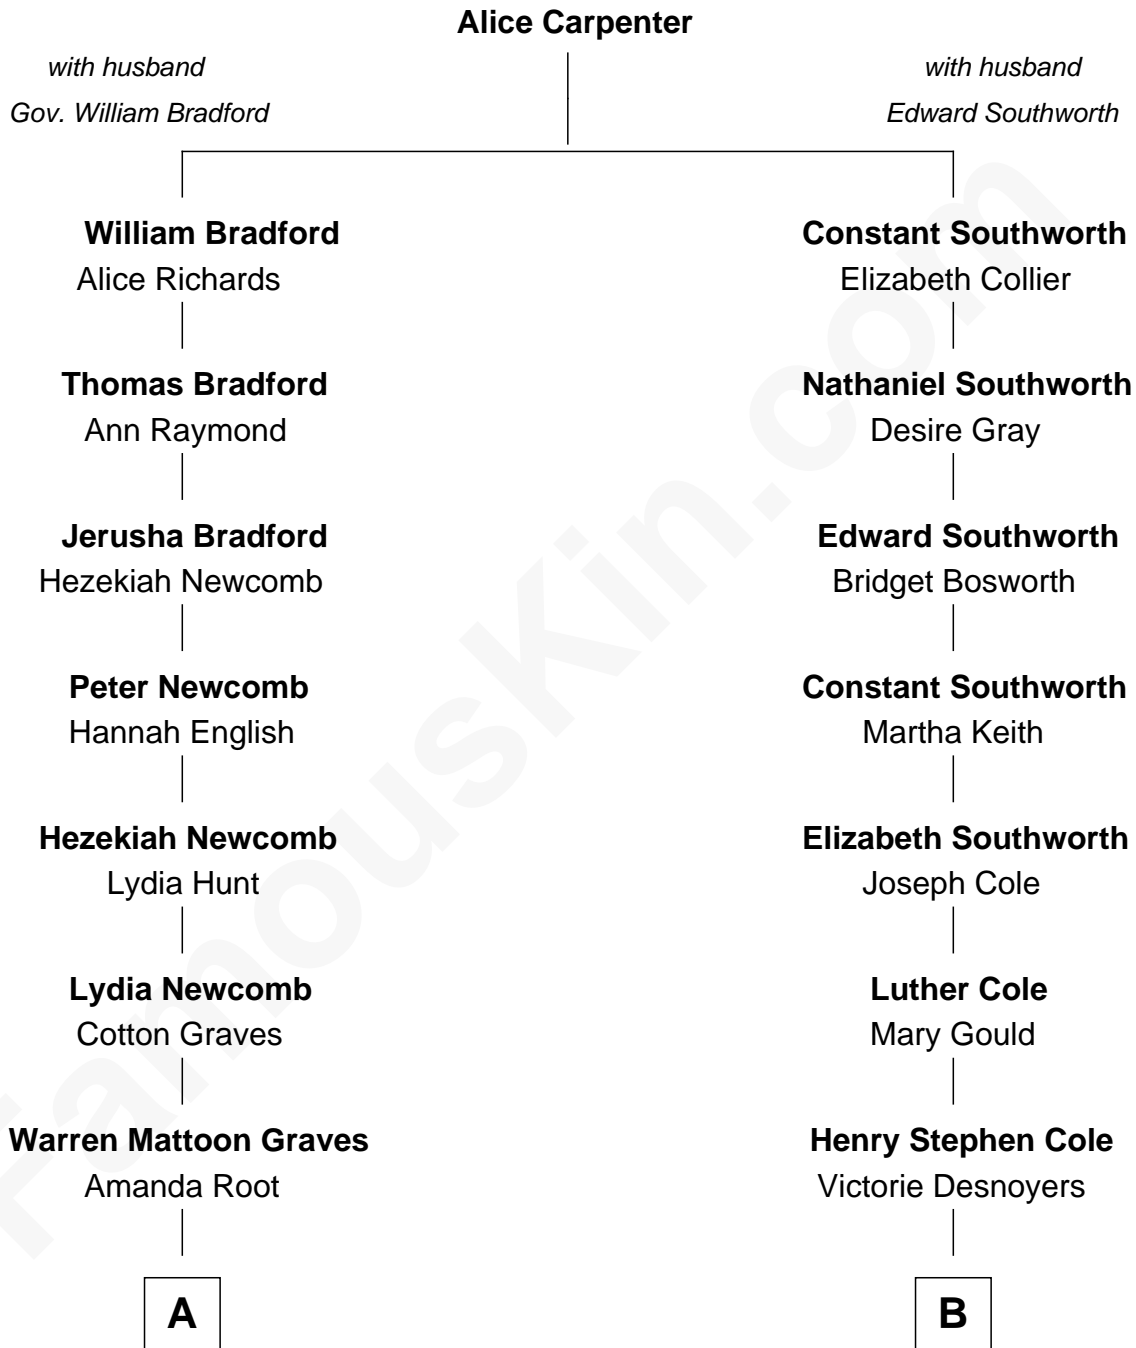 Alice Carpenter
with husband
Gov. William Bradford
with husband
Edward Southworth
William Bradford
Alice Richards
Constant Southworth
Elizabeth Collier
Thomas Bradford
Ann Raymond
Nathaniel Southworth
Desire Gray
Jerusha Bradford
Hezekiah Newcomb
Edward Southworth
Bridget Bosworth
Peter Newcomb
Hannah English
Constant Southworth
Martha Keith
Hezekiah Newcomb
Lydia Hunt
Elizabeth Southworth
Joseph Cole
Lydia Newcomb
Cotton Graves
Luther Cole
Mary Gould
Warren Mattoon Graves
Amanda Root
Henry Stephen Cole
Victorie Desnoyers
A
B
FamousKin.com